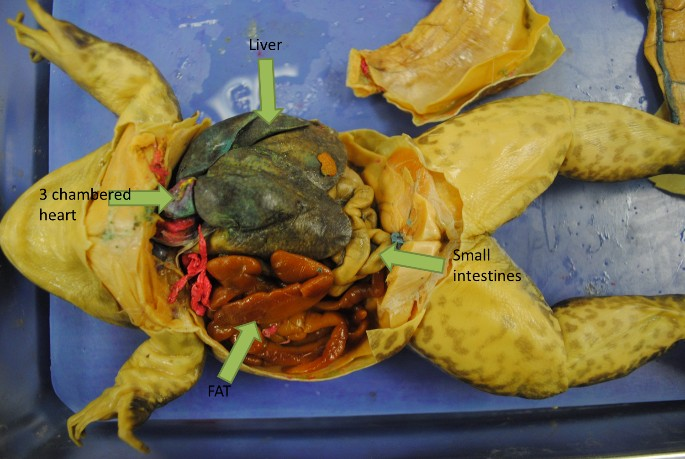 Liver
3 chambered
heart
Small
intestines
FAT